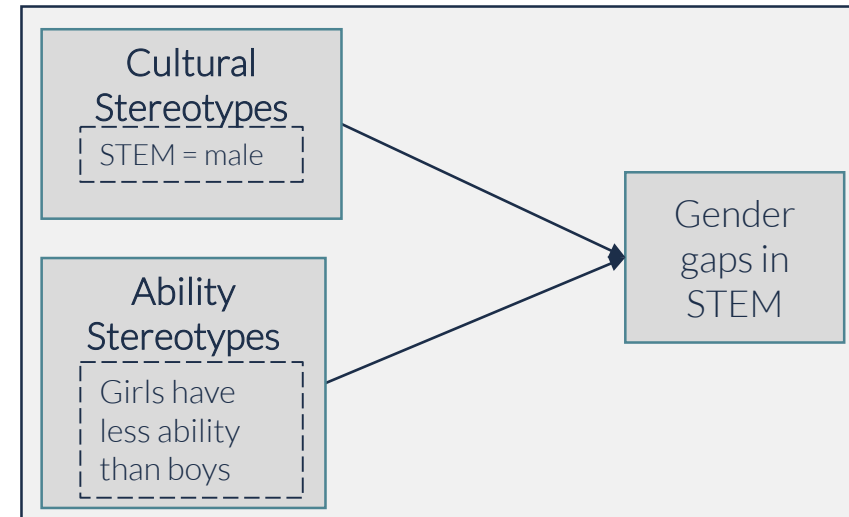 Cultural
Stereotypes
STEM = male
Ability
Stereotypes
Girls have
less ability
than boys
Gender
gaps in
STEM